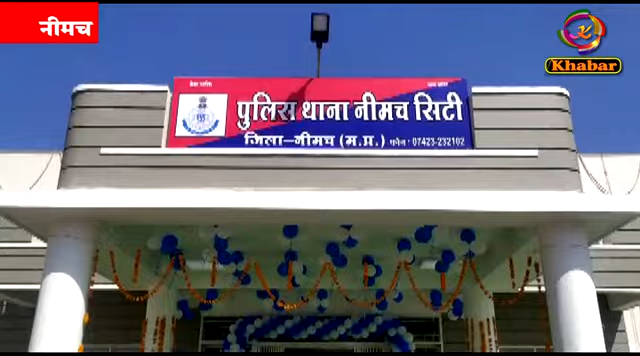 नीमच
K
Khabar
पुलिस थाना नीमच सिटी
जिला-नीमच (म.प्र.) फोन : 07423-232102